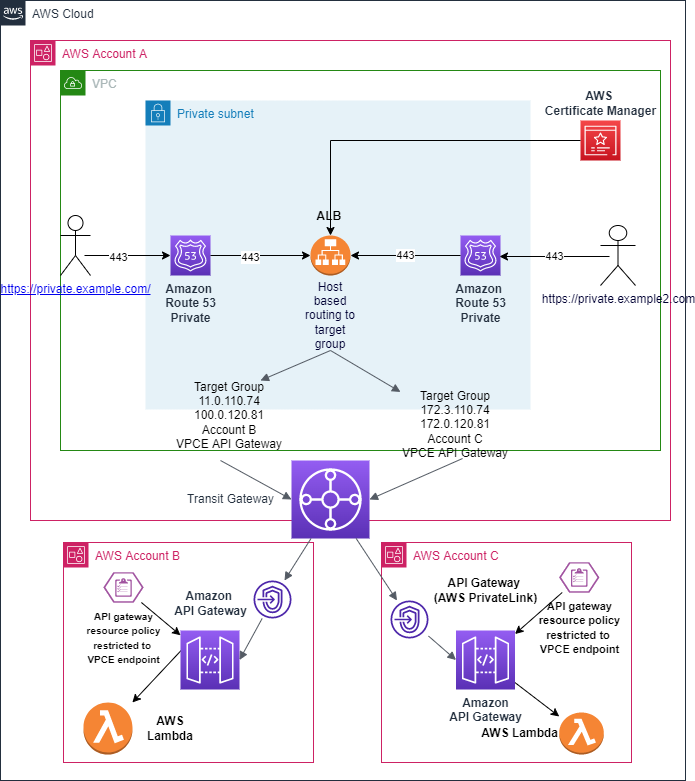 aws
AWS Cloud
AWS Account A
VPC
Private subnet
AWS
Certificate Manager
ALB
443
53
443
443
53
443
https://private.example.com/
Amazon
Route 53
Private
Host
based
routing to
target
group
Amazon
Route 53
Private
https://private.example2.com
Target Group
11.0.110.74
100.0.120.81
Account B
VPCE API Gateway
Target Group
172.3.110.74
172.0.120.81
Account C
VPCE API Gateway
Transit Gateway
AWS Account B
API gateway
resource policy
restricted to
VPCE endpoint
Amazon
API Gateway
</>
AWS
Lambda
AWS Account C
API Gateway
(AWS PrivateLink)
API gateway
resource policy
restricted to
VPCE endpoint
</>
Amazon
API Gateway
AWS Lambda